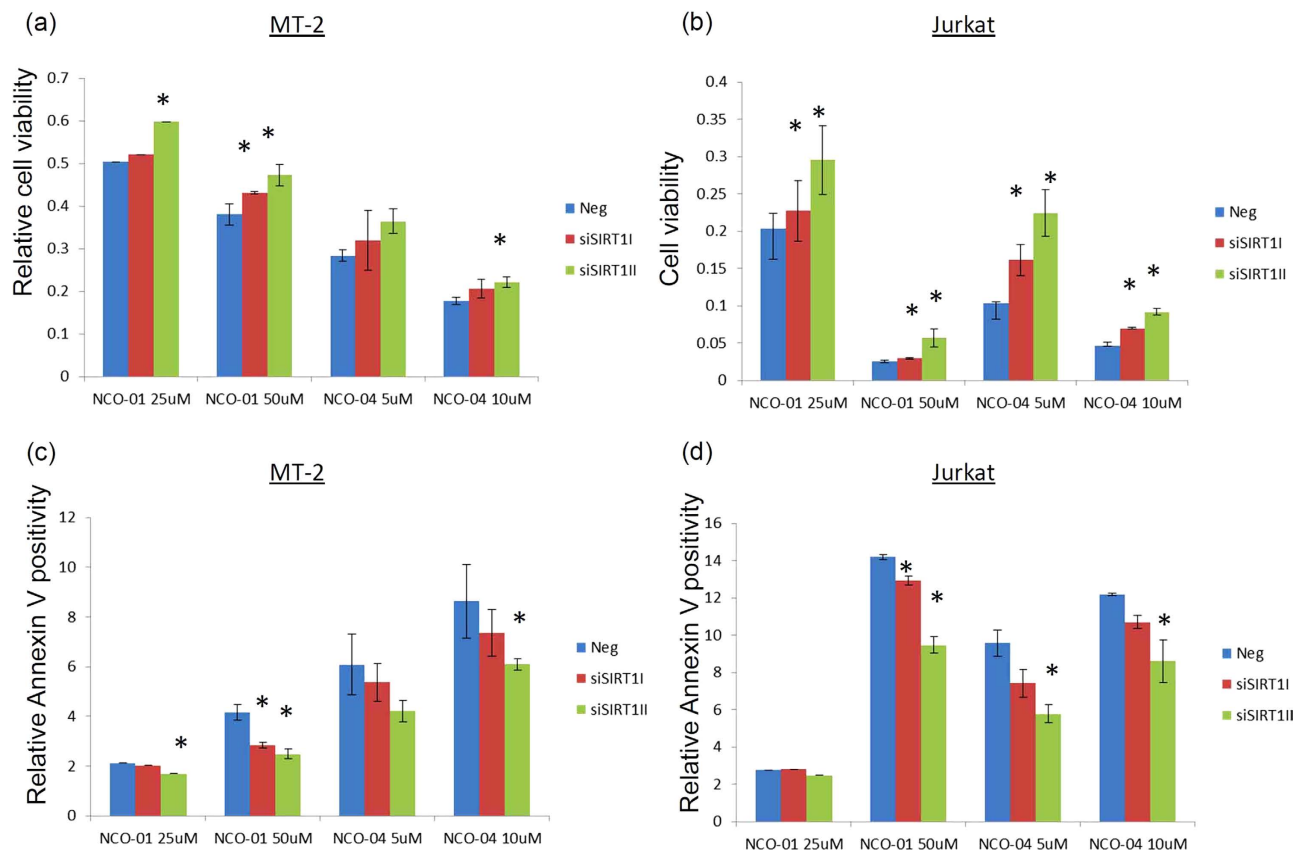 (a)
MT-2
Relative cell viability
0.7
0.6
0.5
0.4
0.3
0.2
0.1
0
*
* *
*
NCO-01 25uM NCO-01 50uM NCO-04 5uM NCO-04 10uM
Neg
siSIRT1I
siSIRT1II
(b)
Jurkat
Cell viability
0.4
0.35
0.3
0.25
0.2
0.15
0.1
0.05
0
* *
* *
* *
* *
NCO-01 25uM NCO-01 50uM NCO-04 5uM NCO-04 10uM
Neg
siSIRT1I
siSIRT1II
(c)
MT-2
Relative Annexin V positivity
12
10
8
6
4
2
0
*
* *
*
NCO-01 25uM NCO-01 50uM NCO-04 5uM NCO-04 10uM
Neg
siSIRT1I
siSIRT1II
(d)
Jurkat
Relative Annexin V positivity
16
14
12
10
8
6
4
2
0
* *
*
*
NCO-01 25uM NCO-01 50uM NCO-04 5uM NCO-04 10uM
Neg
siSIRT1I
siSIRT1II